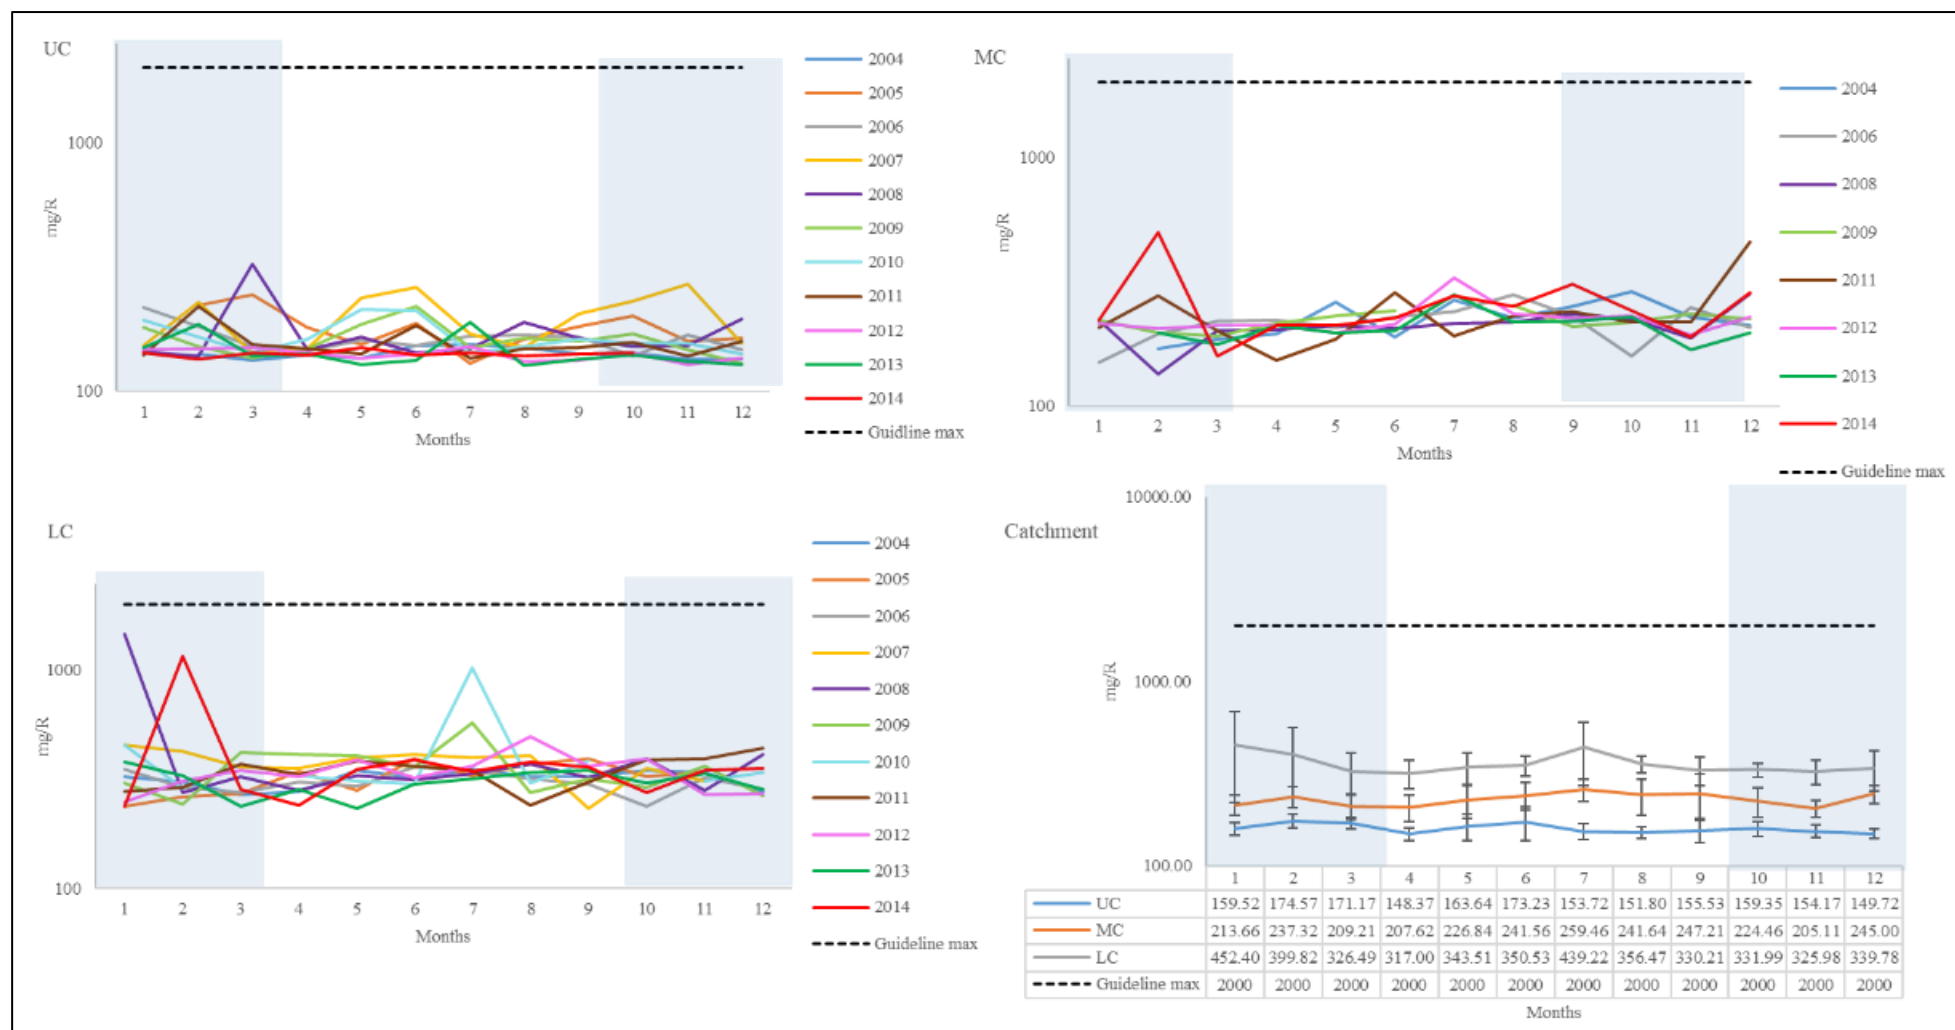 UC
1000
100
mg/R
1 2 3 4 5 6 7 8 9 10 11 12
Months
2004
2005
2006
2007
2008
2009
2010
2011
2012
2013
2014
Guidline max
MC
1000
100
mg/R
1 2 3 4 5 6 7 8 9 10 11 12
Months
2004
2006
2008
2009
2011
2012
2013
2014
Guideline max
LC
1000
100
mg/R
1 2 3 4 5 6 7 8 9 10 11 12
Months
2004
2005
2006
2007
2008
2009
2010
2011
2012
2013
2014
Guideline max
Catchment
10000.00
1000.00
100.00
mg/R
1 2 3 4 5 6 7 8 9 10 11 12
UC 159.52 174.57 171.17 148.37 163.64 173.23 153.72 151.80 155.53 159.35 154.17 149.72
MC 213.66 237.32 209.21 207.62 226.84 241.56 259.46 241.64 247.21 224.46 205.11 245.00
LC 452.40 399.82 326.49 317.00 343.51 350.53 439.22 356.47 330.21 331.99 325.98 339.78
Guideline max 2000 2000 2000 2000 2000 2000 2000 2000 2000 2000 2000 2000
Months